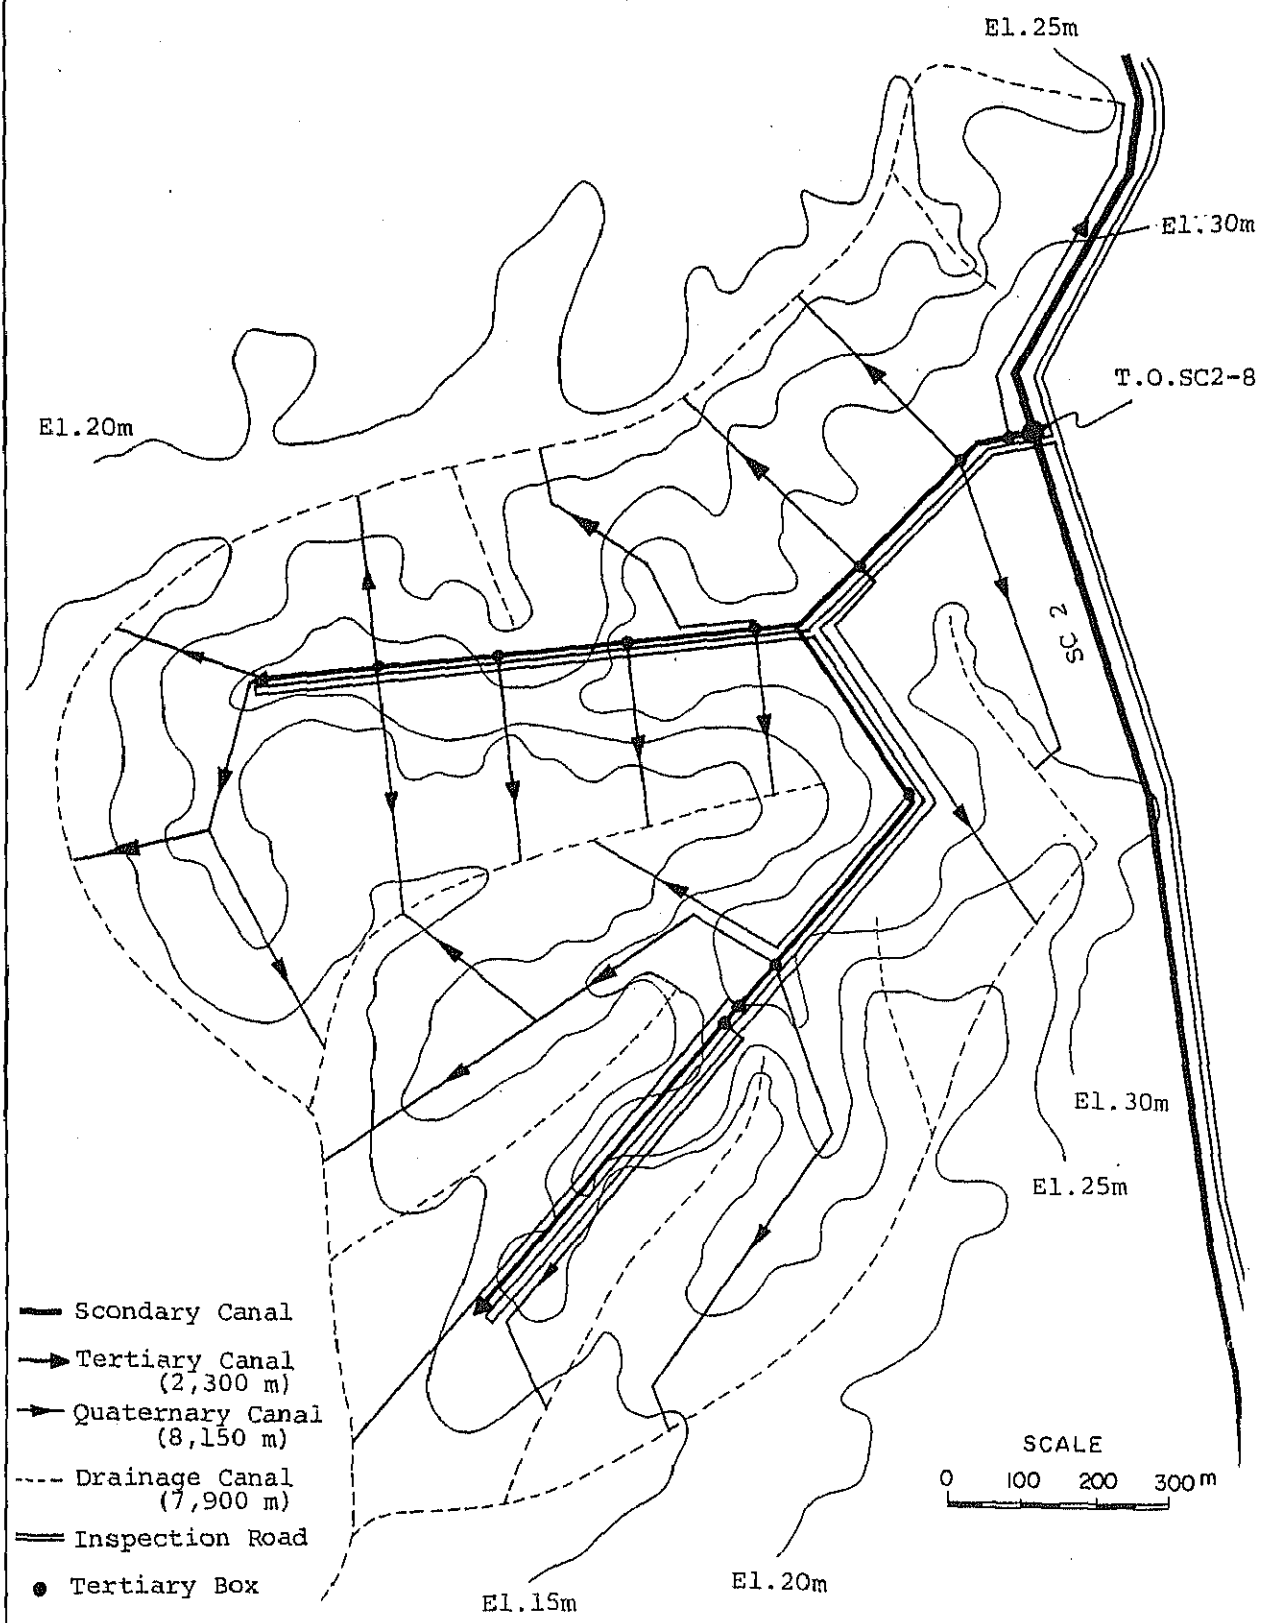 El.25m
El.30m
T.O.SC2-8
El.20m
SC 2
El.30m
El.25m
Scondary Canal
Tertiary Canal
(2,300 m)
Quaternary Canal
(8,150 m)
Drainage Canal
(7,900 m)
Inspection Road
Tertiary Box
SCALE
0 100 200 300 m
El.15m
El.20m